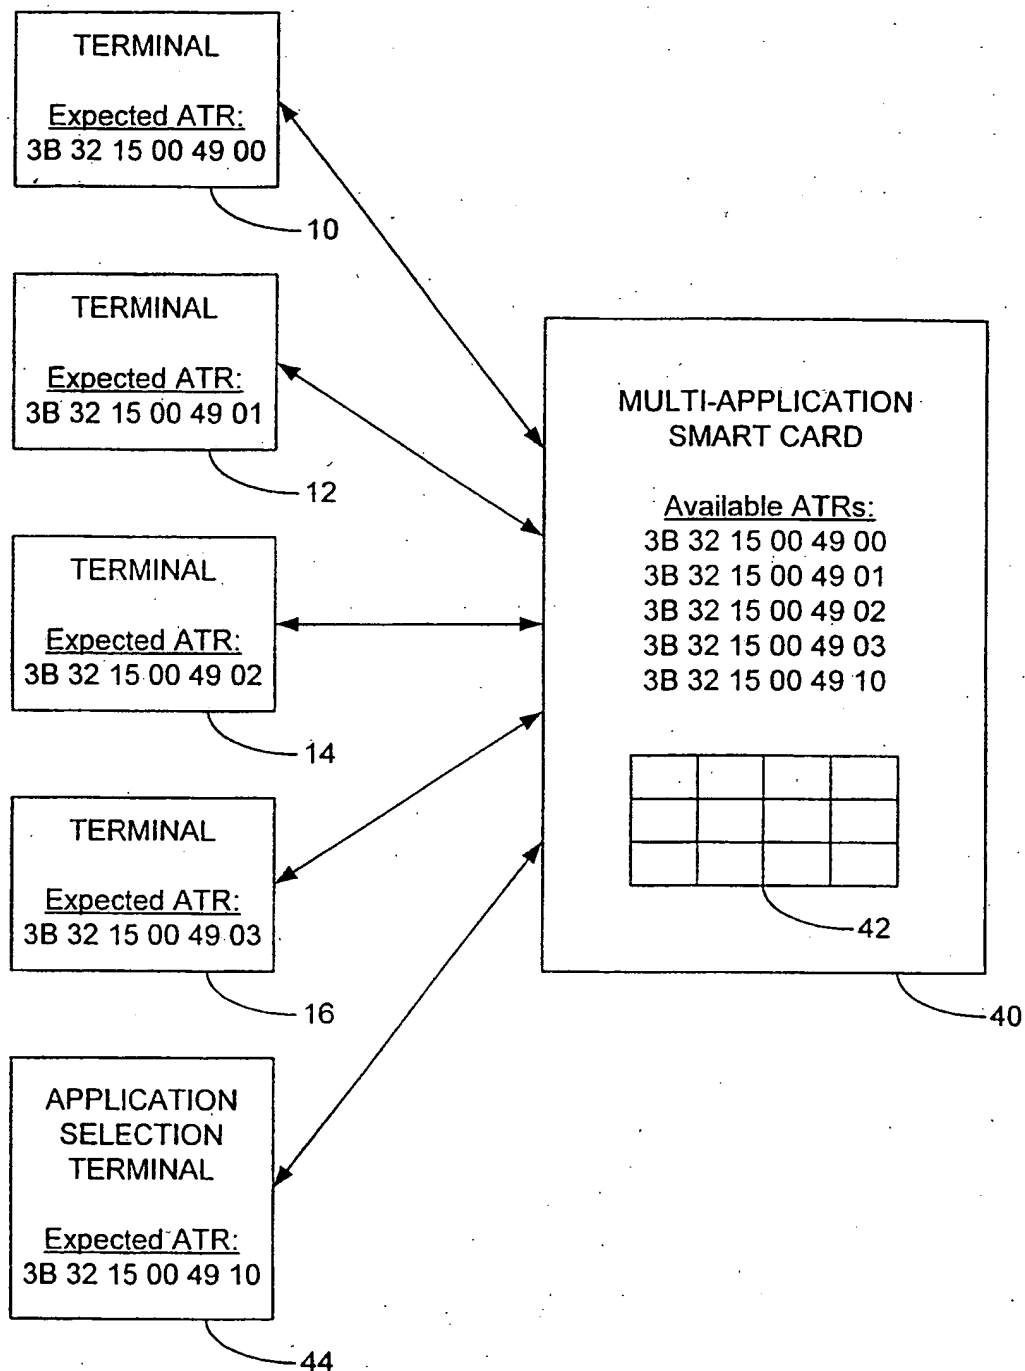 TERMINAL
Expected ATR:
3B 32 15 00 49 00
10
TERMINAL
Expected ATR:
3B 32 15 00 49 01
12
TERMINAL
Expected ATR:
3B 32 15 00 49 02
14
TERMINAL
Expected ATR:
3B 32 15 00 49 03
16
APPLICATION
SELECTION
TERMINAL
Expected ATR:
3B 32 15 00 49 10
44
MULTI-APPLICATION
SMART CARD
Available ATRs:
3B 32 15 00 49 00
3B 32 15 00 49 01
3B 32 15 00 49 02
3B 32 15 00 49 03
3B 32 15 00 49 10
42
40